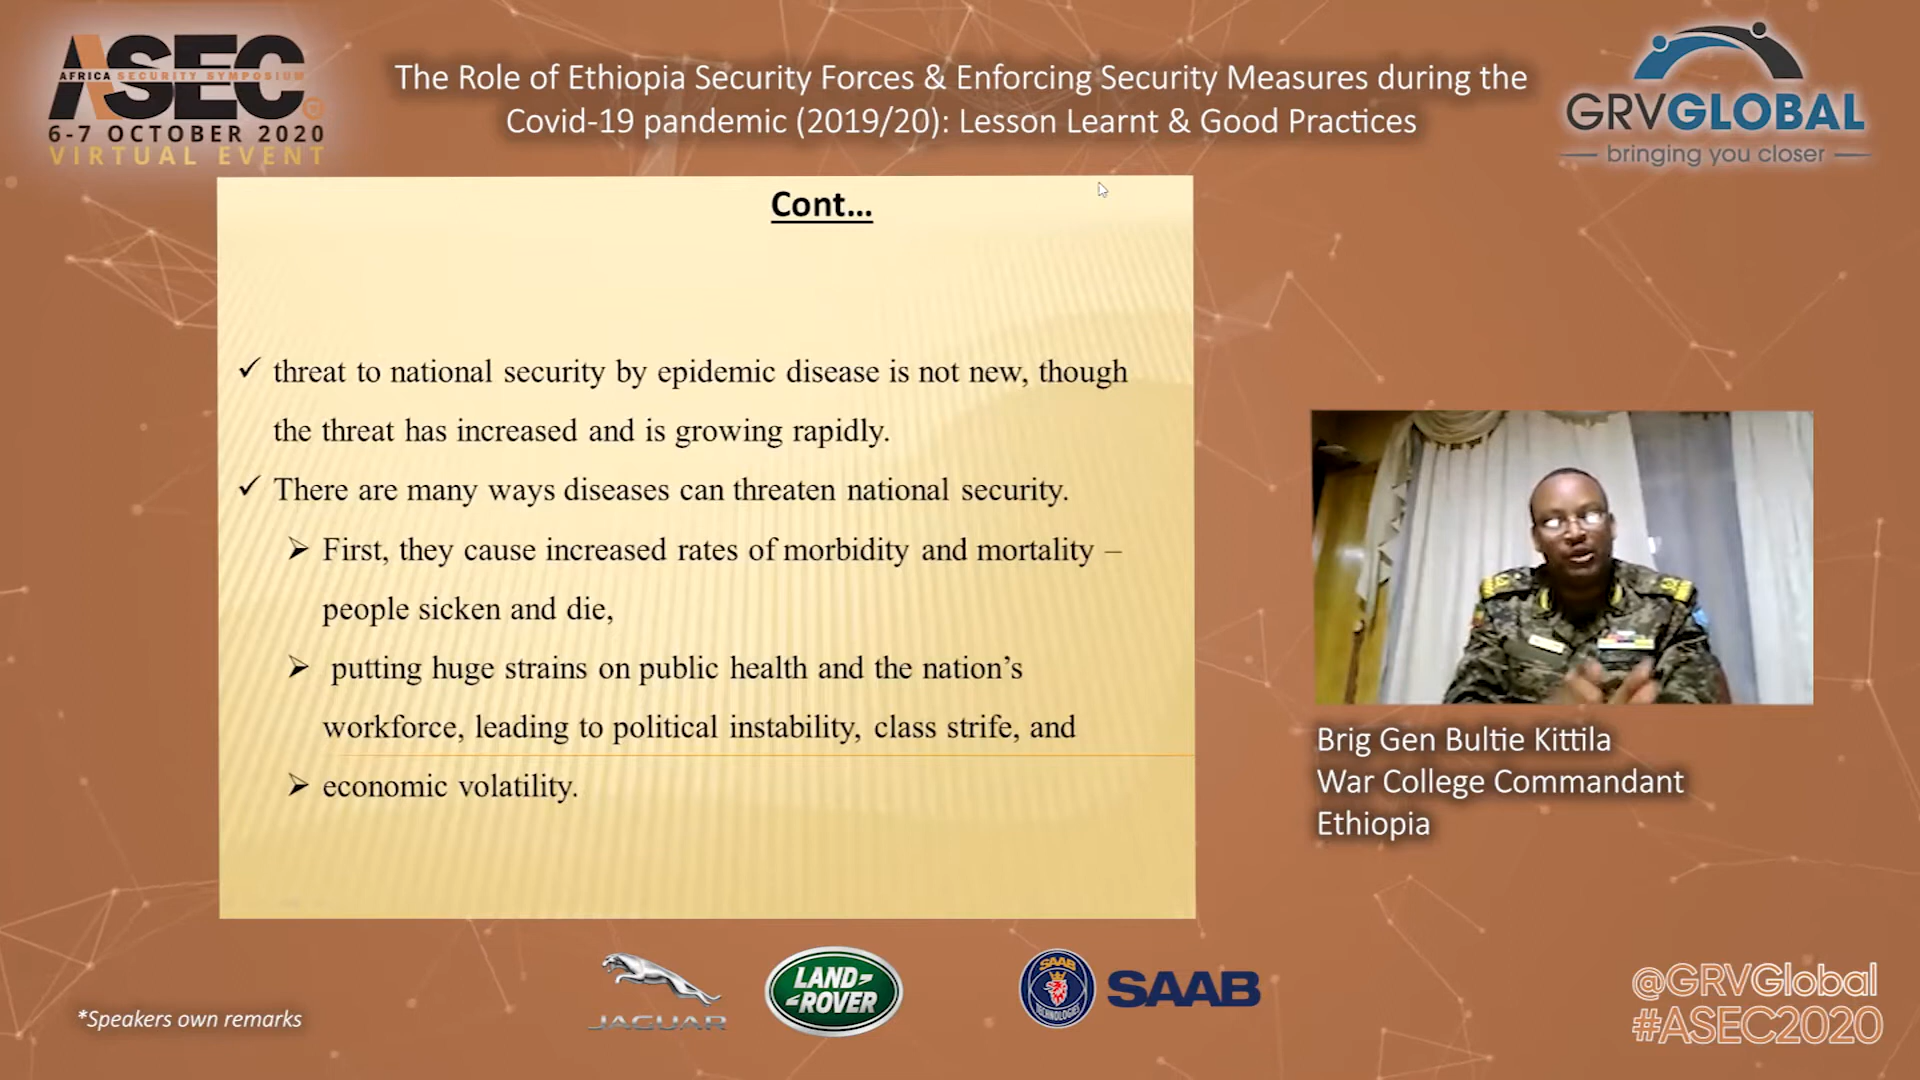 ASEC
AFRICA SECURITY SYMPOSIUM
6-7 OCTOBER 2020
VIRTUAL EVENT
The Role of Ethiopia Security Forces & Enforcing Security Measures during the
Covid-19 pandemic (2019/20): Lesson Learnt & Good Practices
GRVGLOBAL
bringing you closer
Cont...
✓ threat to national security by epidemic disease is not new, though
the threat has increased and is growing rapidly.
✓ There are many ways diseases can threaten national security.
➢ First, they cause increased rates of morbidity and mortality –
people sicken and die,
➢ putting huge strains on public health and the nation’s
workforce, leading to political instability, class strife, and
➢ economic volatility.
Brig Gen Bultie Kittila
War College Commandant
Ethiopia
*Speakers own remarks
JAGUAR
LAND-
-ROVER
SAAB
TECHNOLOGIES
SAAB
@GRVGlobal
#ASEC2020